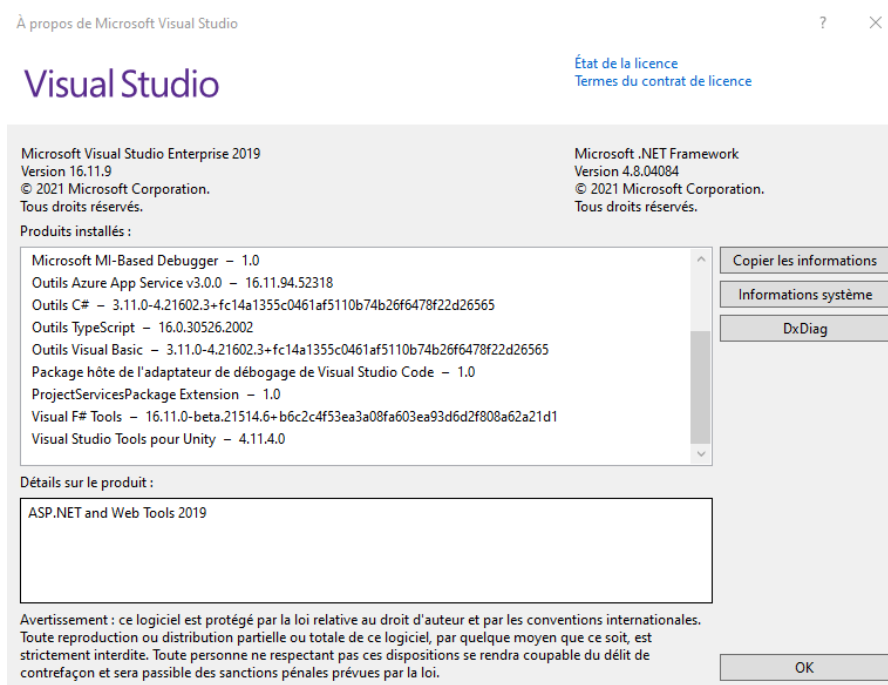 À propos de Microsoft Visual Studio
Visual Studio
État de la licence
Termes du contrat de licence
Microsoft Visual Studio Enterprise 2019
Version 16.11.9
© 2021 Microsoft Corporation.
Tous droits réservés.
Microsoft .NET Framework
Version 4.8.04084
© 2021 Microsoft Corporation.
Tous droits réservés.
Produits installés :
Microsoft MI-Based Debugger – 1.0
Outils Azure App Service v3.0.0 – 16.11.94.52318
Outils C# – 3.11.0-4.21602.3+fc14a1355c0461af5110b74b26f6478f22d26565
Outils TypeScript – 16.0.30526.2002
Outils Visual Basic – 3.11.0-4.21602.3+fc14a1355c0461af5110b74b26f6478f22d26565
Package hôte de l'adaptateur de débogage de Visual Studio Code – 1.0
ProjectServicesPackage Extension – 1.0
Visual F# Tools – 16.11.0-beta.21514.6+b6c2c4f53ea3a08fa603ea93d6d2f808a62a21d1
Visual Studio Tools pour Unity – 4.11.4.0
Copier les informations
Informations système
DxDiag
Détails sur le produit :
ASP.NET and Web Tools 2019
Avertissement : ce logiciel est protégé par la loi relative au droit d'auteur et par les conventions internationales.
Toute reproduction ou distribution partielle ou totale de ce logiciel, par quelque moyen que ce soit, est
strictement interdite. Toute personne ne respectant pas ces dispositions se rendra coupable du délit de
contrefaçon et sera passible des sanctions pénales prévues par la loi.
OK